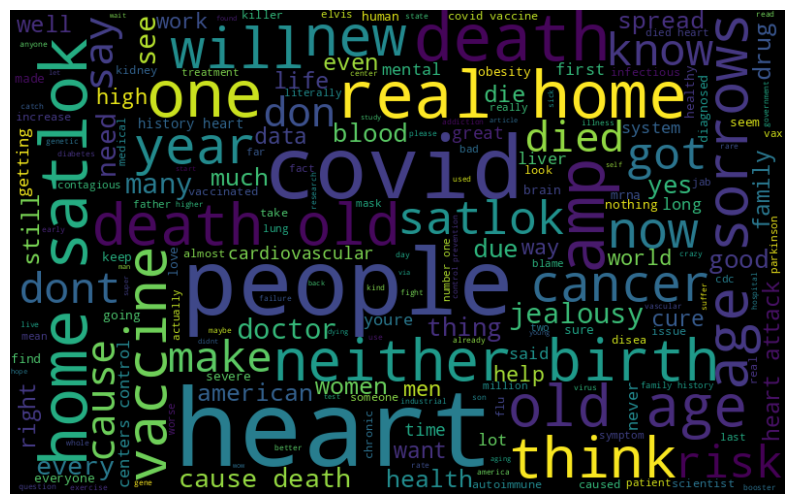 well
say
work
elvis
human
covid vaccine
wait
found
state
killer
spread
died heart
read
anyone
let
will
new
death
know
drug
see
kidney
treatment
center
obesity
infectious
made
high
one
literally
even
life
mental
first
die
really
real home
healthy
diagnosed
sorrows
satlok
need
don
history heart
data
blood
great
died
system
seem
vax
increase
medical
genetic
year
far
liver
got
rare
government
catch
diabetes
covid
study
please
article
sick
illness
look
bad
getting
contagious
many
much
vaccinated
fact
brain
amp
yes
mrna
jab
family
father
higher
take
mask
used
self
nothing
long
still
early
death old
lung
research
satlok
now
good
parkinson
keep
almost
cardiovascular
day
number one
due
way
world
blame
cdc
crazy
man
love
back
kind
fight
via
control prevention
dont
going
vaccine
actually
people
cancer
suffer
vascular
hospital
mean
super
failure
maybe
dying
already
doctor
youre
thing
jealousy
two
sure
issue
cure
real
live
find
hope
home
cause
make
didnt
use
neither birth
said
disea
age
heart attack
right
centers control
severe
help
million
virus
family history
american
women
men
someone
test
industrial
son
flu
old age
never
symptom
last
whole
every
worse
heart
chronic
want
time
lot
think
risk
everyone
gene
better
wow
cause death
health
rate
america
aging
autoimmune
caused
patient
scientist
question
exercise
booster